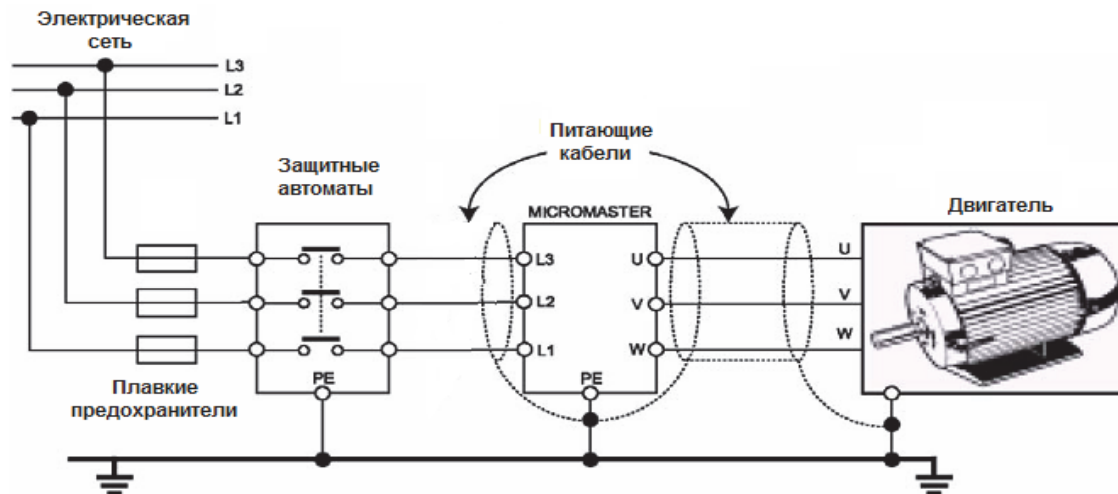 Электрическая
сеть
L3
L2
L1
Питающие
кабели
Защитные
автоматы
MICROMASTER
Двигатель
L3
U
U
L2
V
V
L1
W
W
PE
PE
Плавкие
предохранители